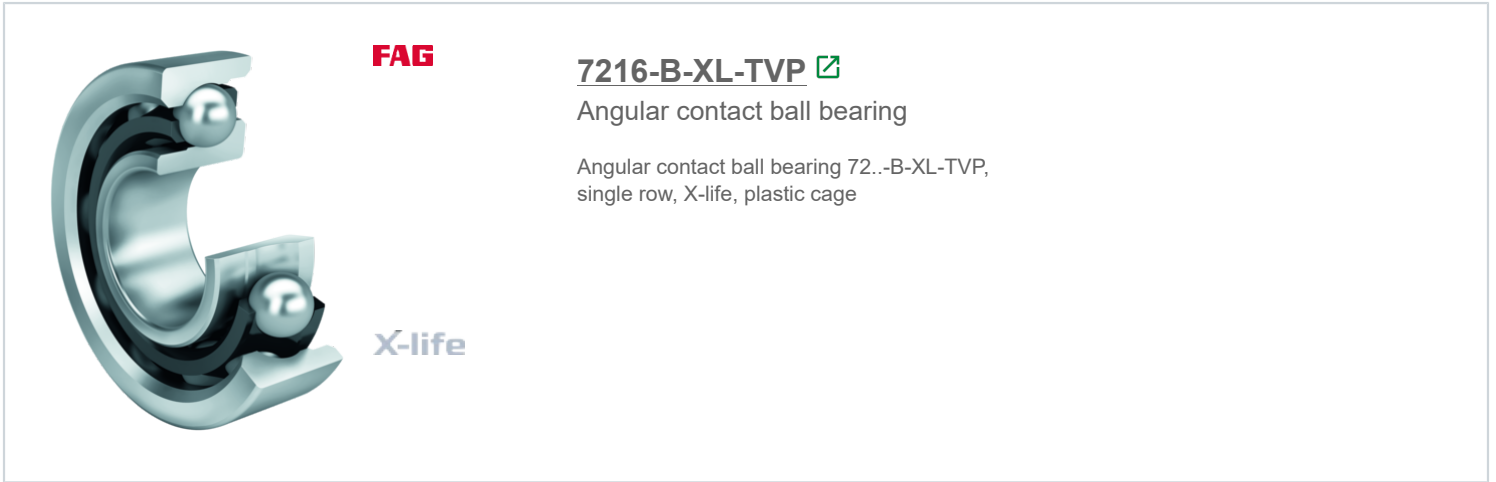 FAG
7216-B-XL-TVP
Angular contact ball bearing
Angular contact ball bearing 72..-B-XL-TVP,
single row, X-life, plastic cage
X-life